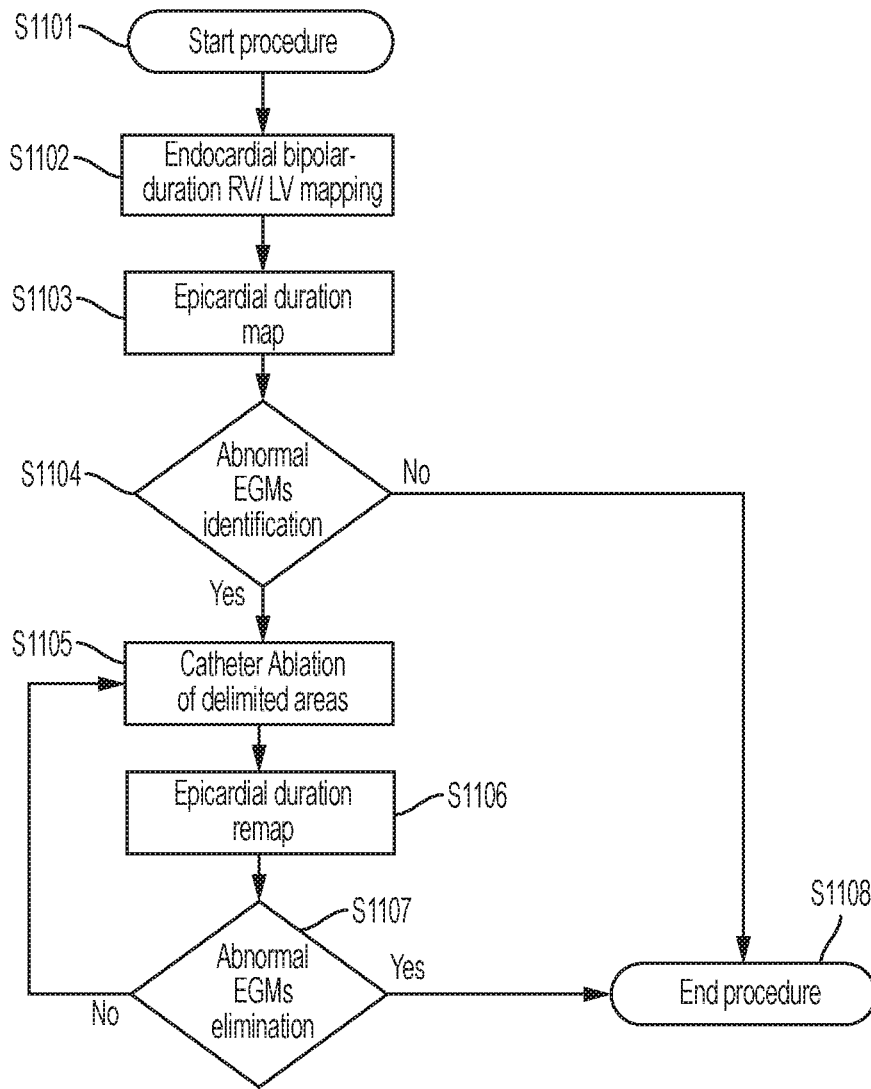 S1101
Start procedure
S1102
Endocardial bipolar-
duration RV/ LV mapping
S1103
Epicardial duration
map
S1104
Abnormal
EGMs
identification
No
Yes
S1105
Catheter Ablation
of delimited areas
Epicardial duration
remap
S1106
S1107
Abnormal
EGMs
elimination
No
Yes
S1108
End procedure